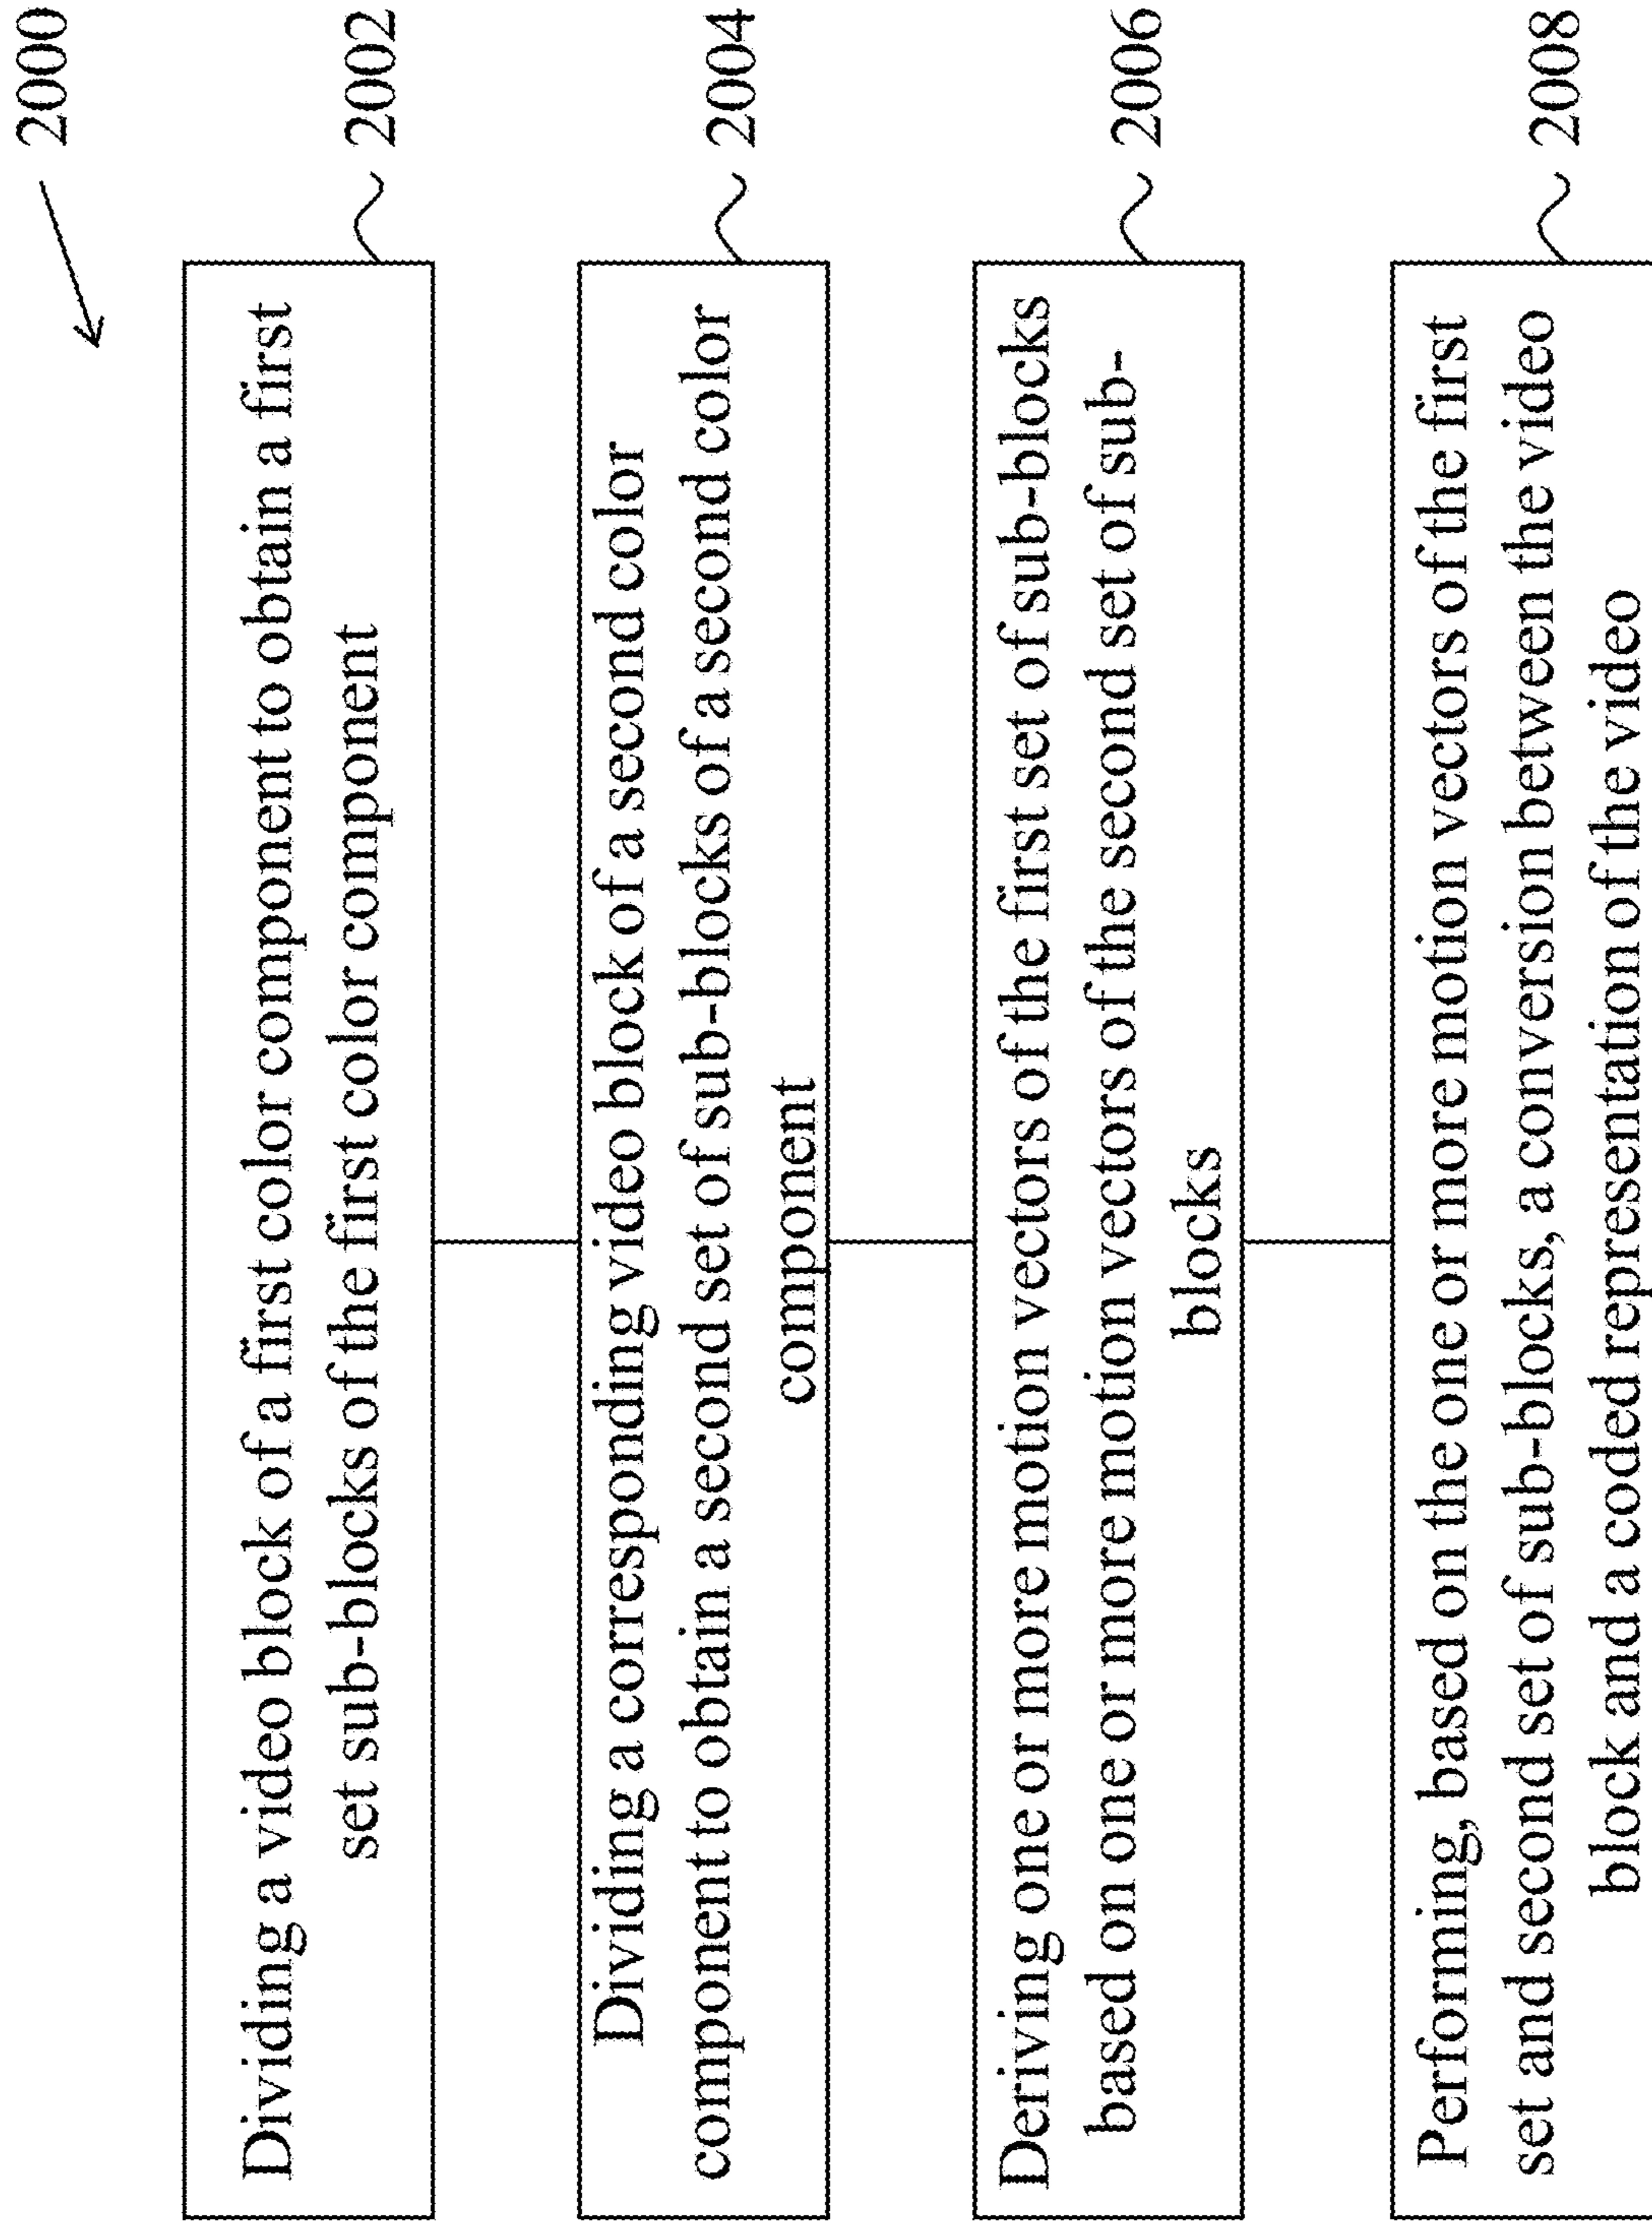 2000
Dividing a video block of a first color component to obtain a first
set sub-blocks of the first color component
2002
Dividing a corresponding video block of a second color
component to obtain a second set of sub-blocks of a second color
component
2004
Deriving one or more motion vectors of the first set of sub-blocks
based on one or more motion vectors of the second set of sub-
blocks
2006
Performing, based on the one or more motion vectors of the first
set and second set of sub-blocks, a conversion between the video
block and a coded representation of the video
2008